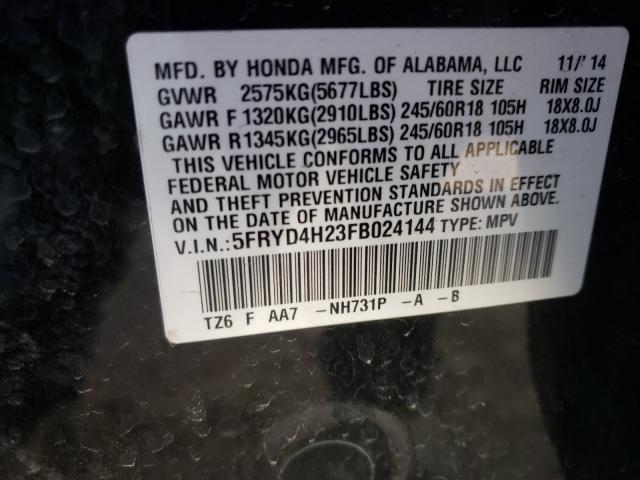 MFD. BY HONDA MFG. OF ALABAMA, LLC 11/'14
GVWR 2575KG(5677LBS) TIRE SIZE RIM SIZE
GAWR F 1320KG(2910LBS) 245/60R18 105H 18X8.0J
GAWR R 1345KG(2965LBS) 245/60R18 105H 18X8.0J
THIS VEHICLE CONFORMS TO ALL APPLICABLE
FEDERAL MOTOR VEHICLE SAFETY
AND THEFT PREVENTION STANDARDS IN EFFECT
ON THE DATE OF MANUFACTURE SHOWN ABOVE.
V.I.N.: 5FRYD4H23FB024144 TYPE: MPV
TZ6 F AA7 -NH731P -A -B